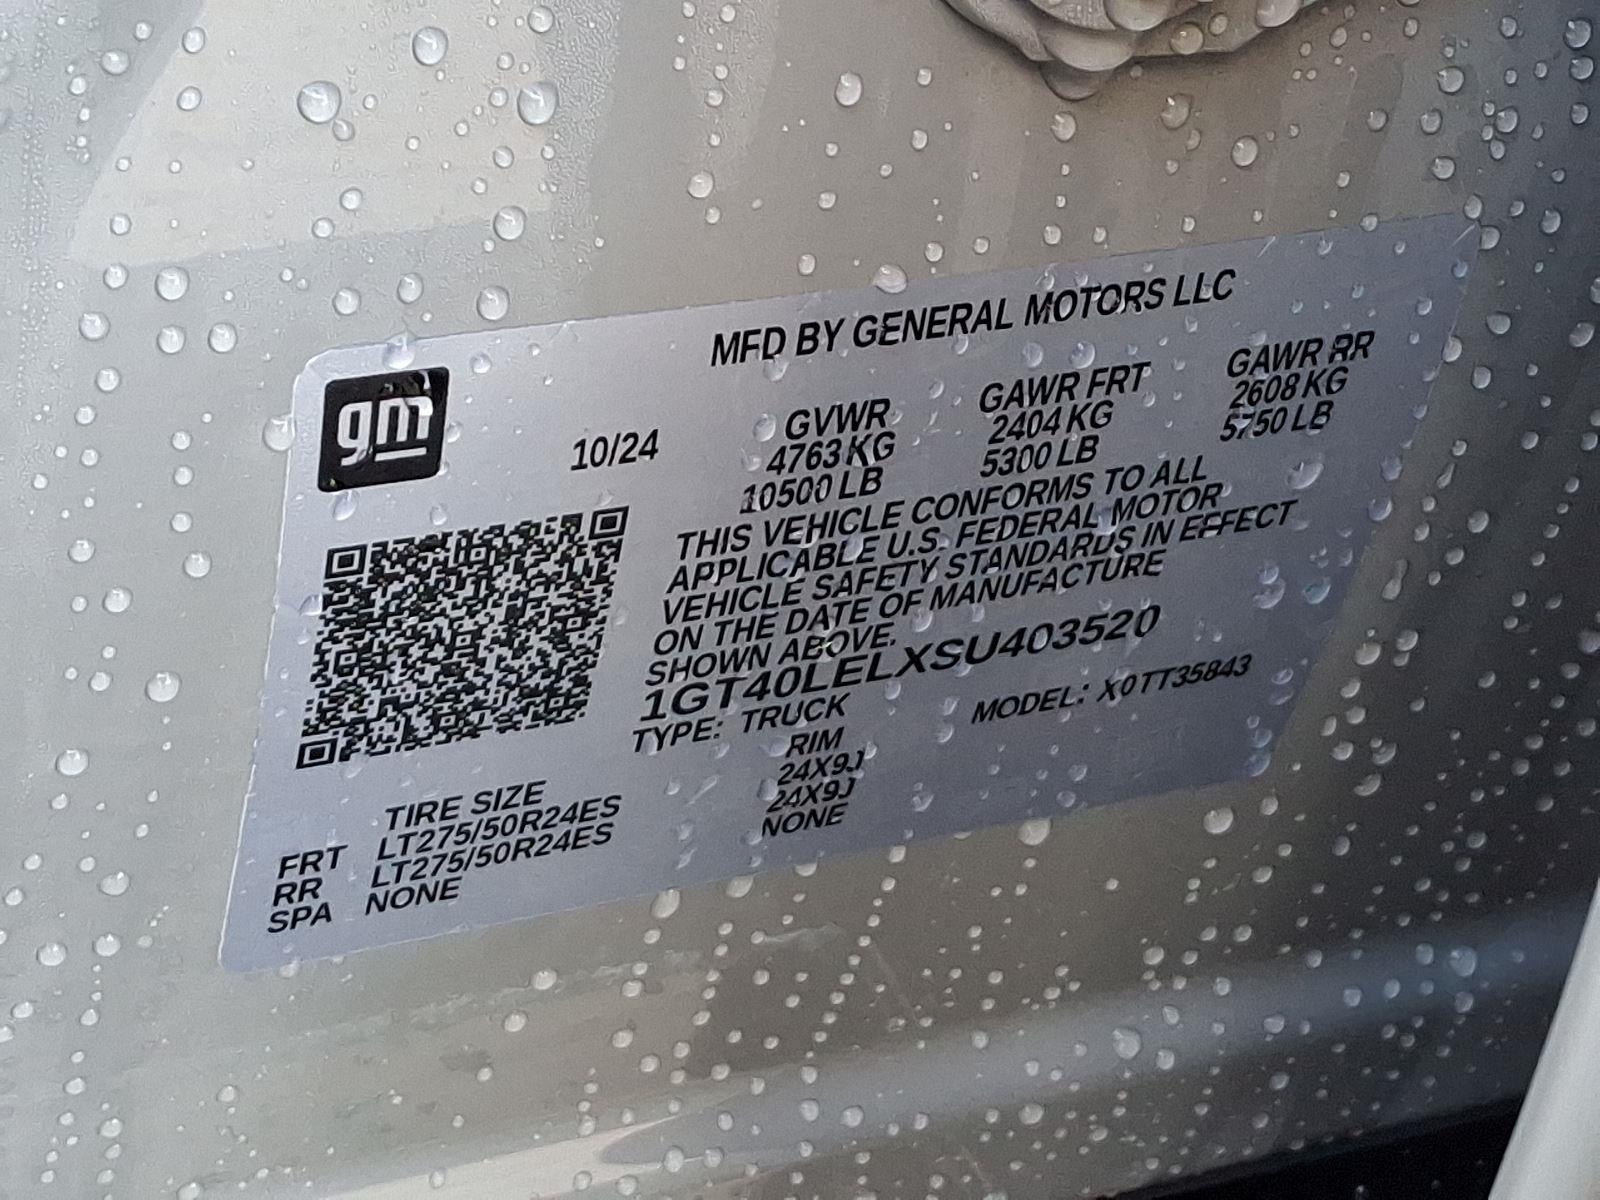 MFD BY GENERAL MOTORS LLC
gm
10/24
GVWR GAWR FRT GAWR RR
4763 KG 2404 KG 2608 KG
10500 LB 5300 LB 5750 LB
THIS VEHICLE CONFORMS TO ALL
APPLICABLE U.S. FEDERAL MOTOR
VEHICLE SAFETY STANDARDS IN EFFECT
ON THE DATE OF MANUFACTURE
SHOWN ABOVE.
1GT40LELXSU403520
TYPE: TRUCK MODEL: X0TT35843
TIRE SIZE RIM
FRT LT275/50R24ES 24X9J
RR LT275/50R24ES 24X9J
SPA NONE NONE